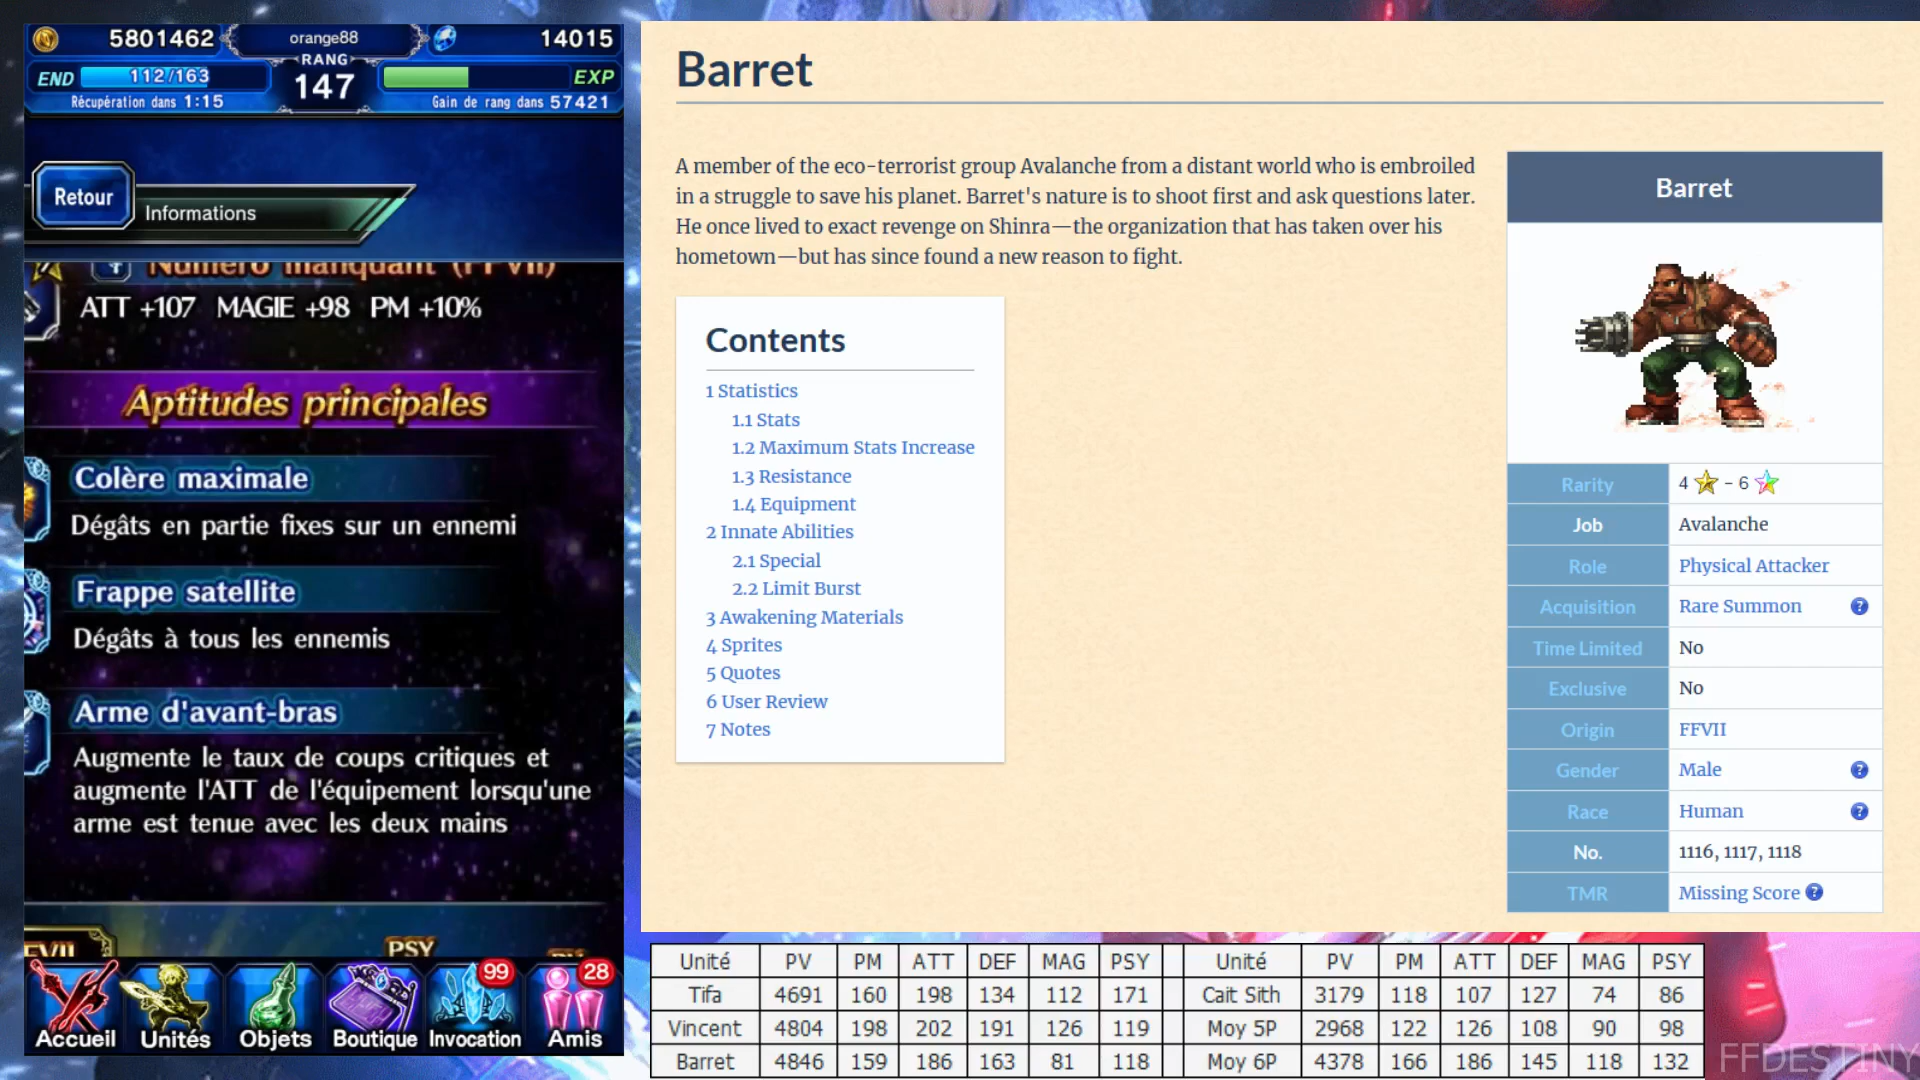 5801462
orange88
14015
RANG
END
112/163
147
EXP
Récupération dans 1:15
Gain de rang dans 57421
Retour
Informations
Numéro manquant (FFVII)
ATT +107 MAGIE +98 PM +10%
Aptitudes principales
Colère maximale
Dégâts en partie fixes sur un ennemi
Frappe satellite
Dégâts à tous les ennemis
Arme d'avant-bras
Augmente le taux de coups critiques et
augmente l'ATT de l'équipement lorsqu'une
arme est tenue avec les deux mains
PSY
99
28
Accueil
Unités
Objets
Boutique
Invocation
Amis
Barret
A member of the eco-terrorist group Avalanche from a distant world who is embroiled
in a struggle to save his planet. Barret's nature is to shoot first and ask questions later.
He once lived to exact revenge on Shinra—the organization that has taken over his
hometown—but has since found a new reason to fight.
Contents
1 Statistics
1.1 Stats
1.2 Maximum Stats Increase
1.3 Resistance
1.4 Equipment
2 Innate Abilities
2.1 Special
2.2 Limit Burst
3 Awakening Materials
4 Sprites
5 Quotes
6 User Review
7 Notes
Barret
Rarity 4 – 6
Job Avalanche
Role Physical Attacker
Acquisition Rare Summon ?
Time Limited No
Exclusive No
Origin FFVII
Gender Male ?
Race Human ?
No. 1116, 1117, 1118
TMR Missing Score ?
Unité PV PM ATT DEF MAG PSY Unité PV PM ATT DEF MAG PSY
Tifa 4691 160 198 134 112 171 Cait Sith 3179 118 107 127 74 86
Vincent 4804 198 202 191 126 119 Moy 5P 2968 122 126 108 90 98
Barret 4846 159 186 163 81 118 Moy 6P 4378 166 186 145 118 132
FFDESTINY